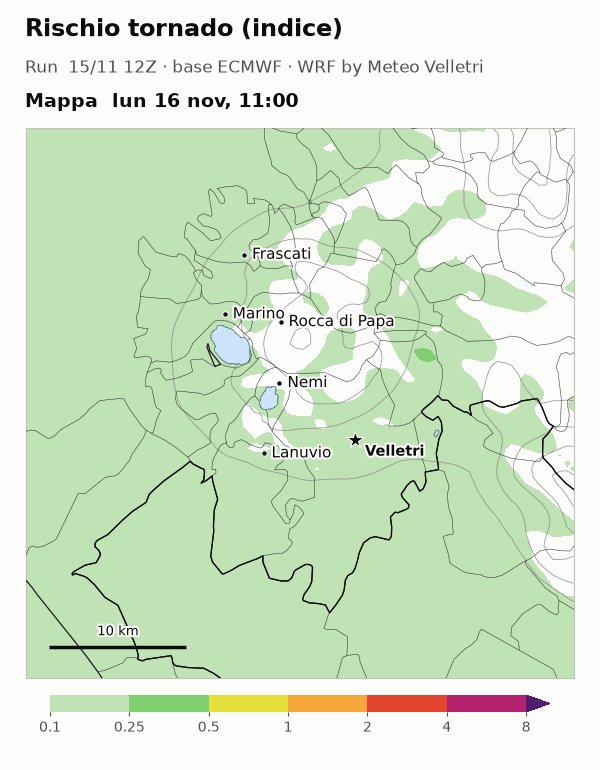 Rischio tornado (indice)
Run  15/11 12Z · base ECMWF · WRF by Meteo Velletri
Mappa  lun 16 nov, 11:00
Frascati
Marino
Rocca di Papa
Nemi
Velletri
Lanuvio
10 km
0.1 0.25 0.5 1 2 4 8